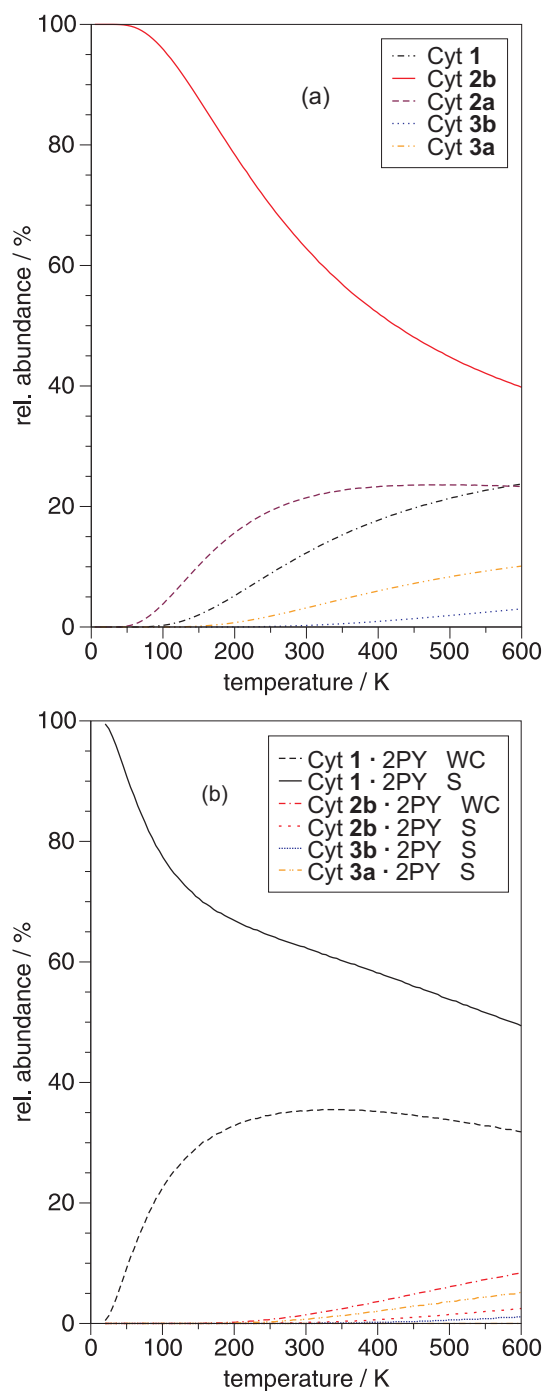 100
80
60
40
20
0
rel. abundance / %
(a)
Cyt 1
Cyt 2b
Cyt 2a
Cyt 3b
Cyt 3a
0 100 200 300 400 500 600
temperature / K
100
80
60
40
20
0
rel. abundance / %
(b)
Cyt 1 · 2PY WC
Cyt 1 · 2PY S
Cyt 2b · 2PY WC
Cyt 2b · 2PY S
Cyt 3b · 2PY S
Cyt 3a · 2PY S
0 100 200 300 400 500 600
temperature / K